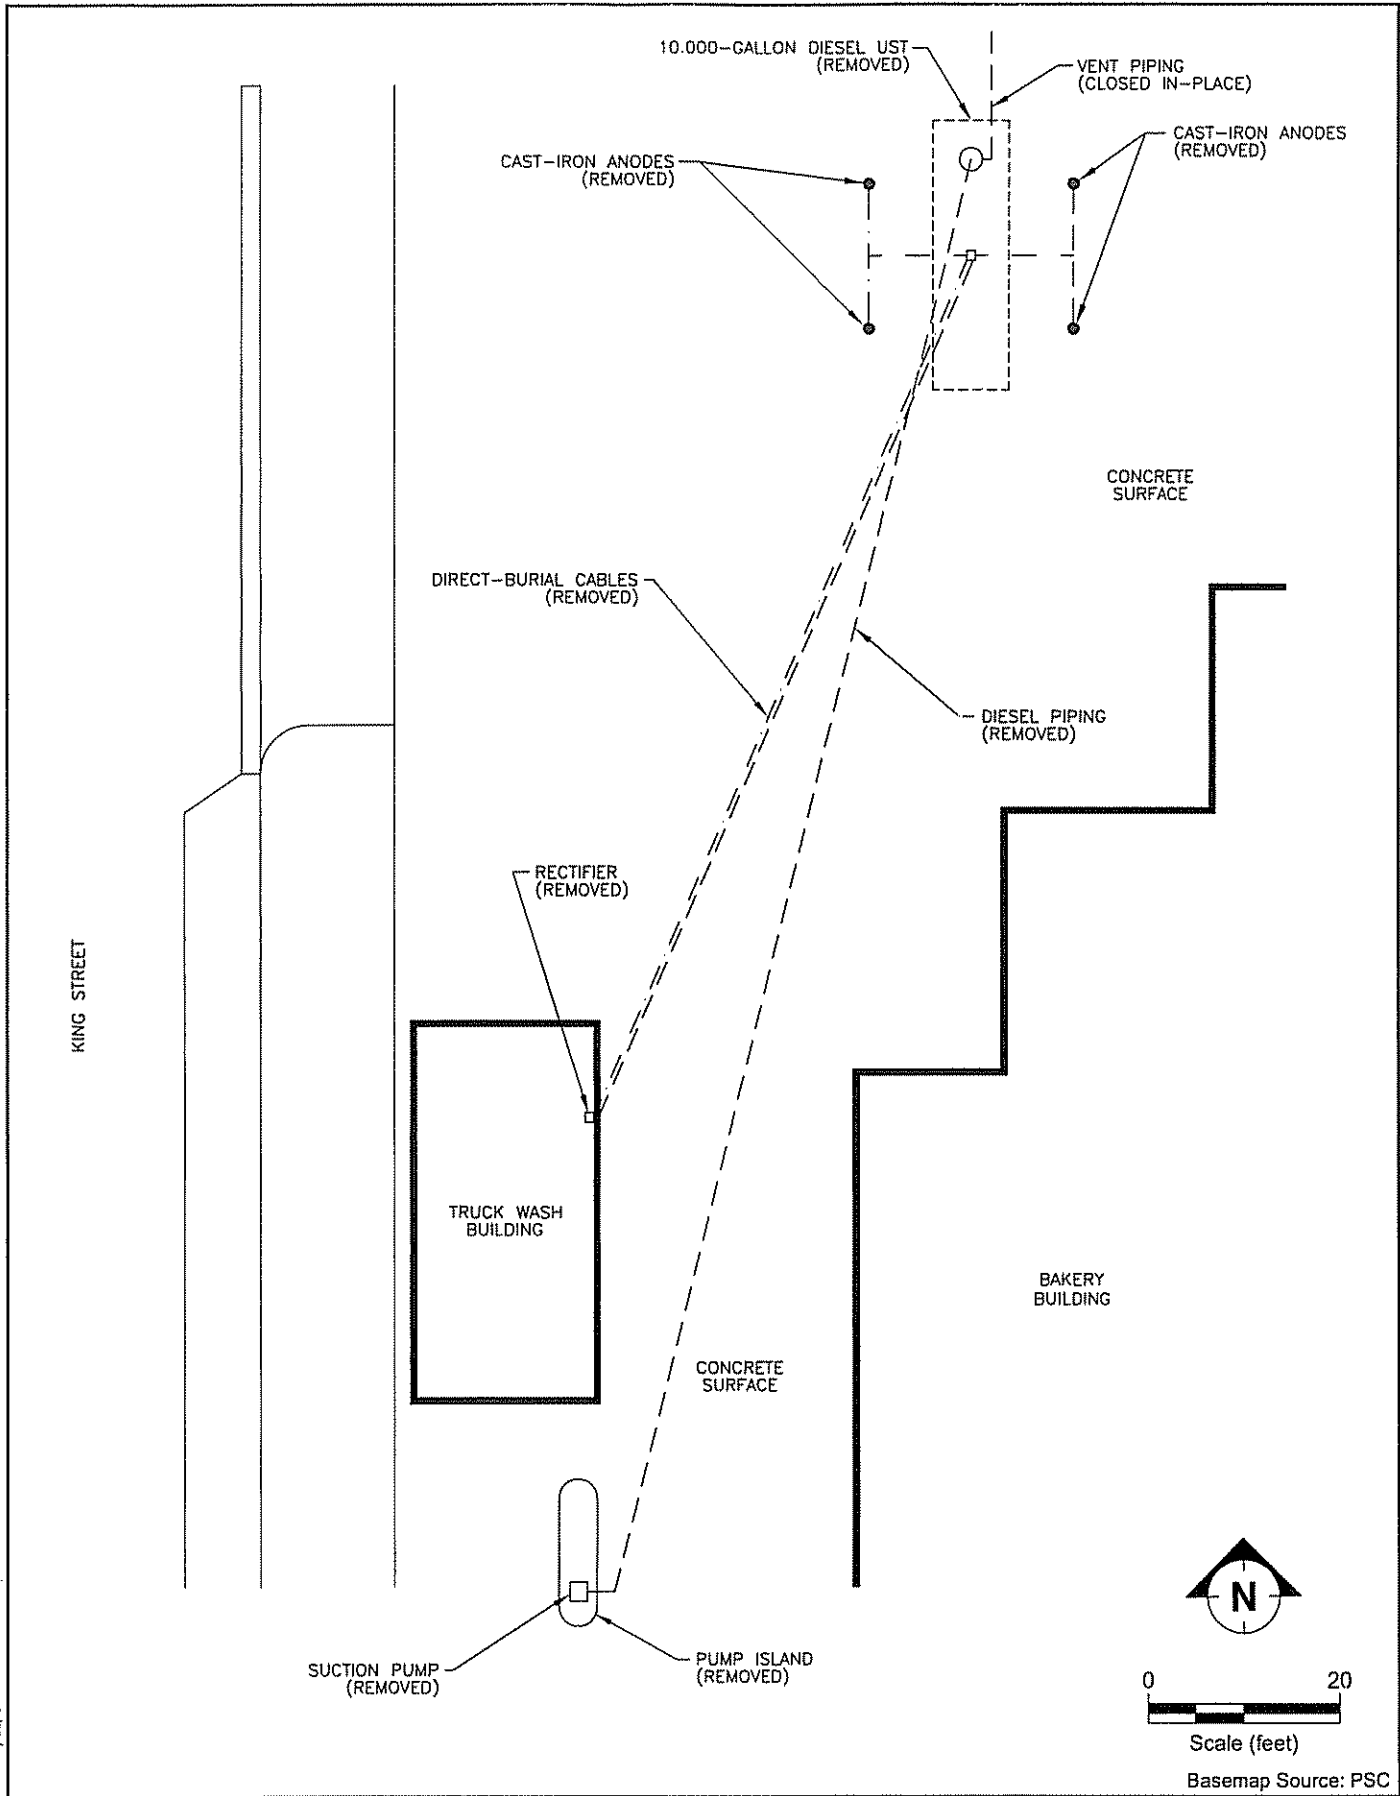 10.000-GALLON DIESEL UST
(REMOVED)
VENT PIPING
(CLOSED IN-PLACE)
CAST-IRON ANODES
(REMOVED)
CAST-IRON ANODES
(REMOVED)
CONCRETE
SURFACE
DIRECT-BURIAL CABLES
(REMOVED)
DIESEL PIPING
(REMOVED)
RECTIFIER
(REMOVED)
KING STREET
TRUCK WASH
BUILDING
BAKERY
BUILDING
CONCRETE
SURFACE
SUCTION PUMP
(REMOVED)
PUMP ISLAND
(REMOVED)
N
0 20
Scale (feet)
Basemap Source: PSC